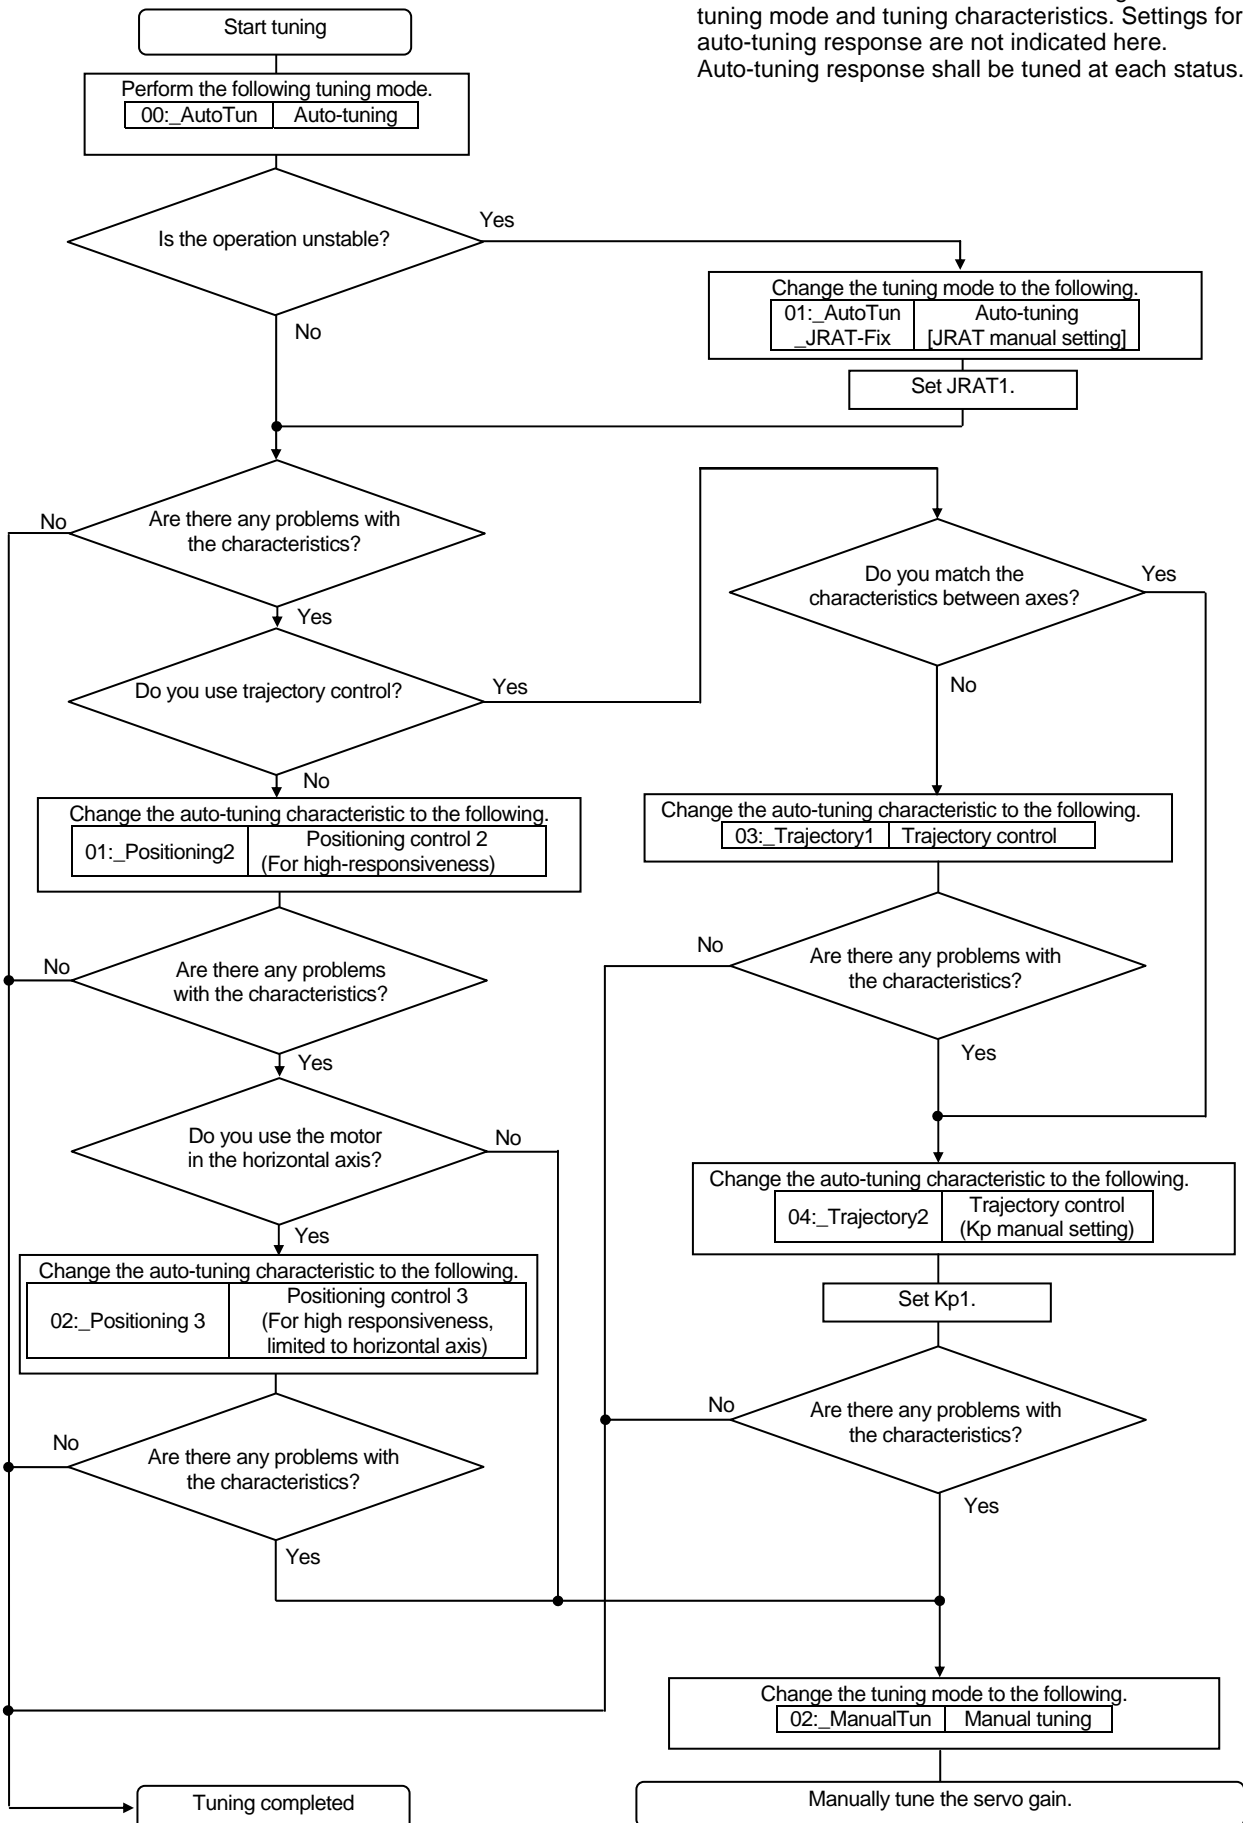 tuning mode and tuning characteristics. Settings for
auto-tuning response are not indicated here.
Auto-tuning response shall be tuned at each status.
Start tuning
Perform the following tuning mode.
00:_AutoTun Auto-tuning
Is the operation unstable?
Yes
No
Change the tuning mode to the following.
01:_AutoTun Auto-tuning
_JRAT-Fix [JRAT manual setting]
Set JRAT1.
Are there any problems with
the characteristics?
No
Yes
Do you use trajectory control?
Yes
No
Do you match the
characteristics between axes?
Yes
No
Change the auto-tuning characteristic to the following.
01:_Positioning2 Positioning control 2
(For high-responsiveness)
Change the auto-tuning characteristic to the following.
03:_Trajectory1 Trajectory control
Are there any problems
with the characteristics?
No
Yes
Are there any problems with
the characteristics?
No
Yes
Do you use the motor
in the horizontal axis?
No
Yes
Change the auto-tuning characteristic to the following.
04:_Trajectory2 Trajectory control
(Kp manual setting)
Set Kp1.
Change the auto-tuning characteristic to the following.
02:_Positioning 3 Positioning control 3
(For high responsiveness,
limited to horizontal axis)
Are there any problems with
the characteristics?
No
Yes
Are there any problems with
the characteristics?
No
Yes
Change the tuning mode to the following.
02:_ManualTun Manual tuning
Tuning completed
Manually tune the servo gain.